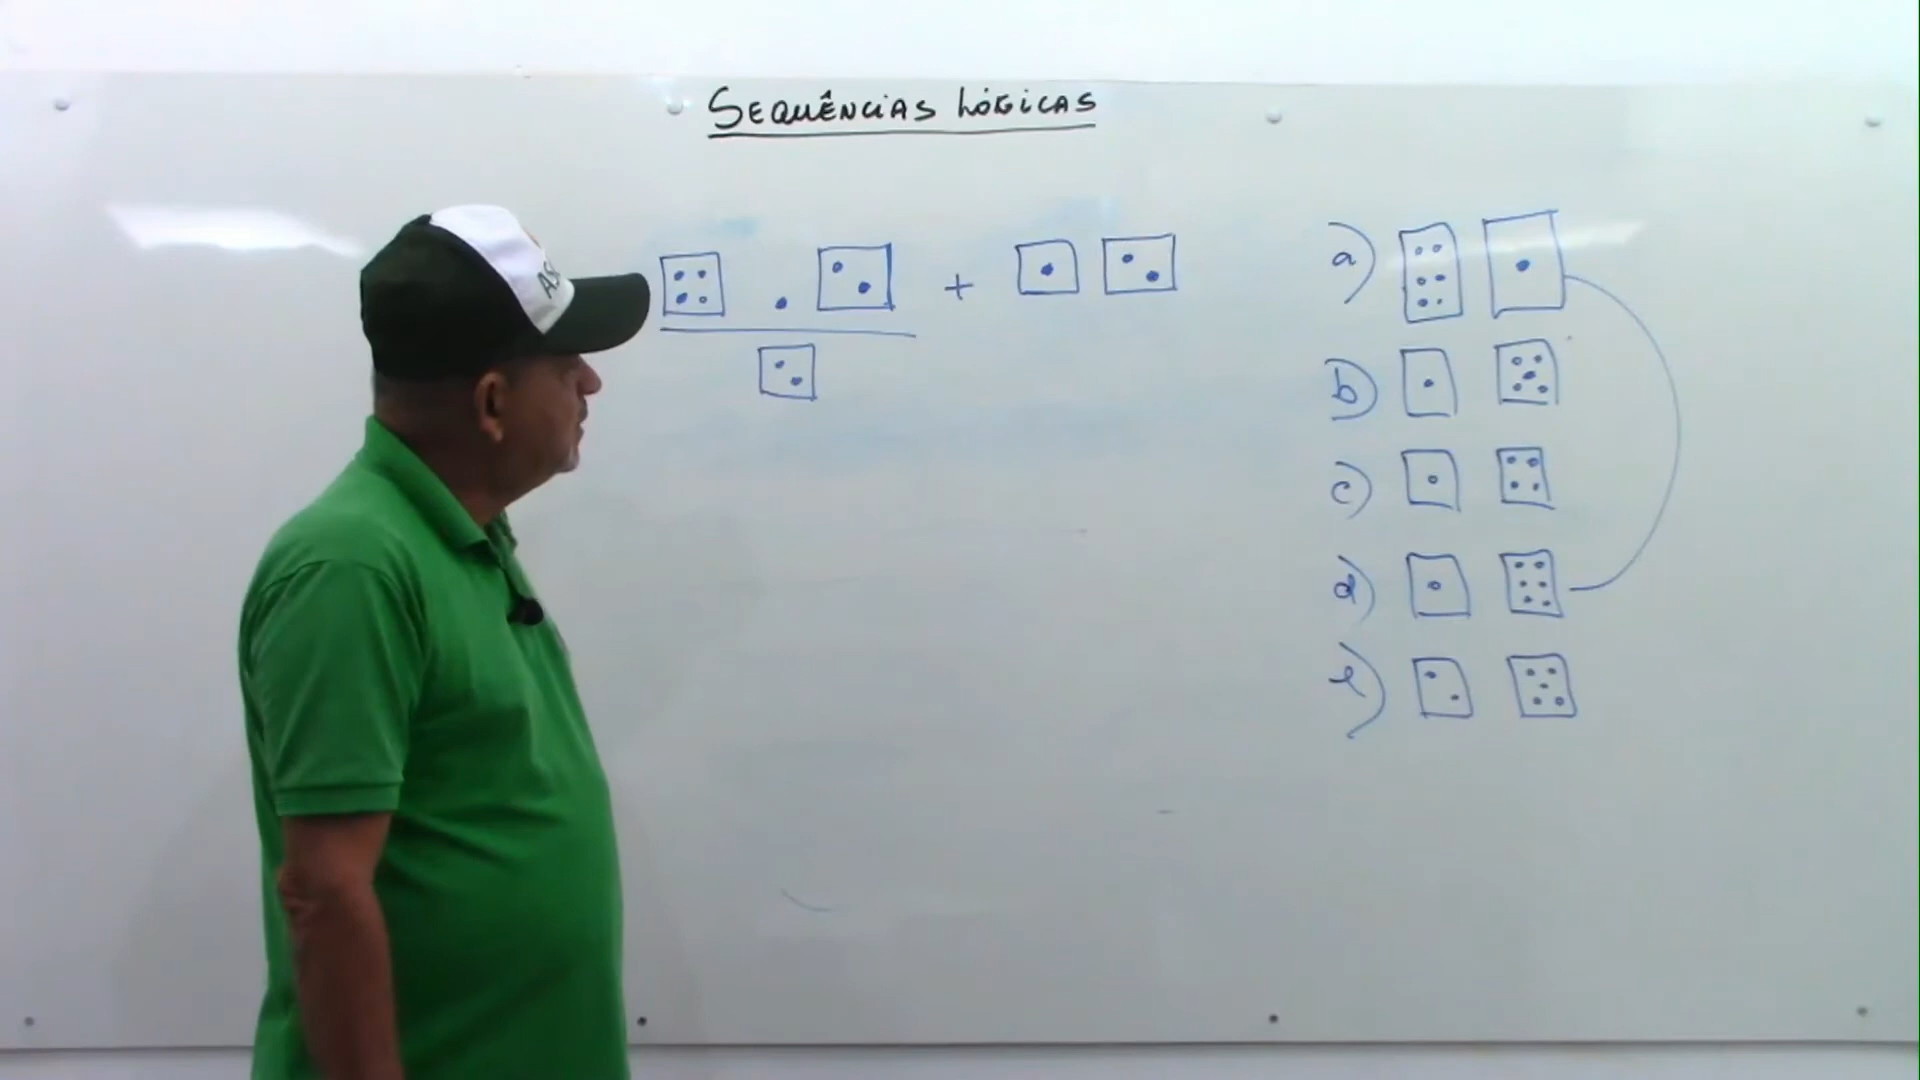 SEQUÊNCIAS LÓGICAS
+
a)
b)
c)
d)
e)